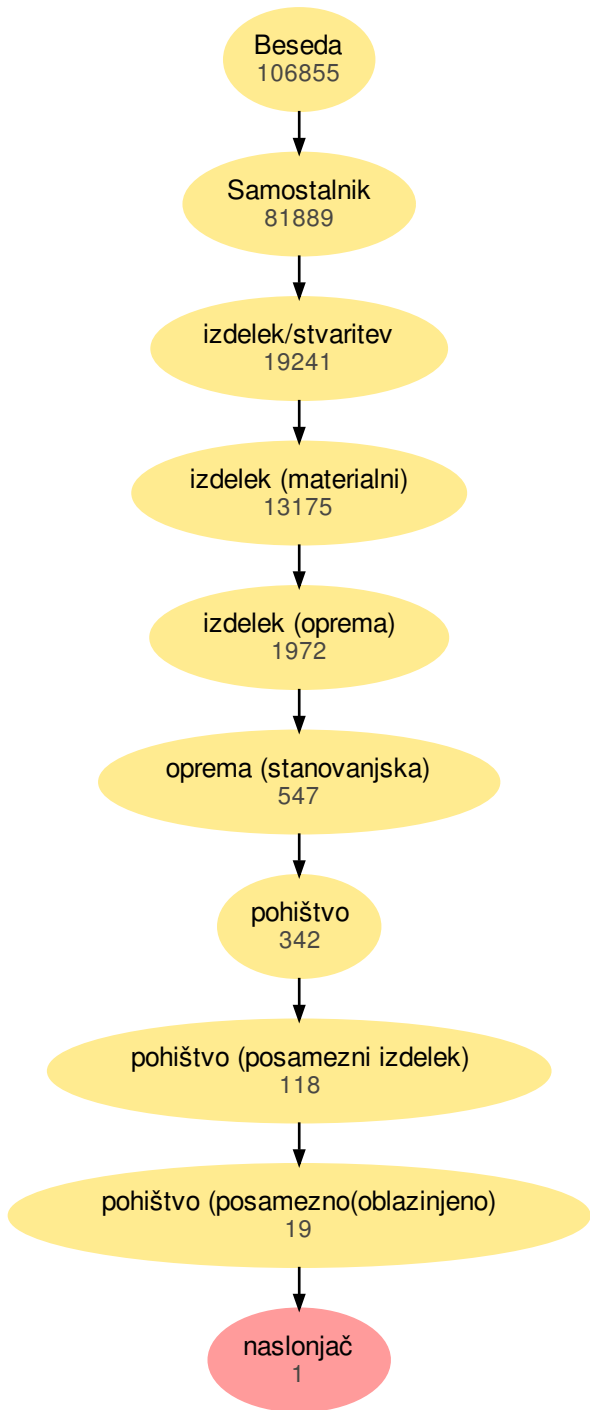 Beseda
106855
Samostalnik
81889
izdelek/stvaritev
19241
izdelek (materialni)
13175
izdelek (oprema)
1972
oprema (stanovanjska)
547
pohištvo
342
pohištvo (posamezni izdelek)
118
pohištvo (posamezno(oblazinjeno)
19
naslonjač
1